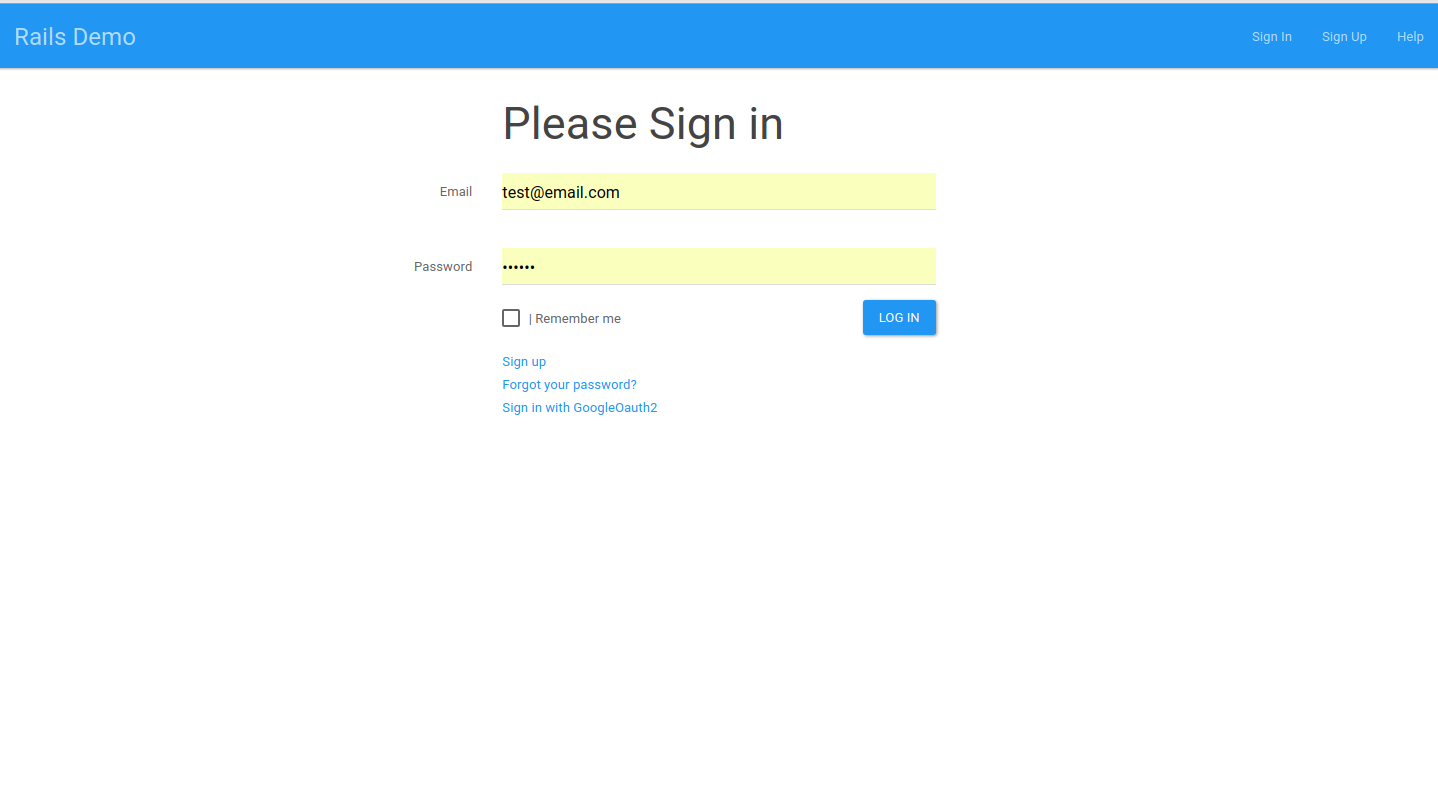 Rails Demo Sign In Sign Up Help
Please Sign in
Email test@email.com
Password ••••••
| Remember me LOG IN
Sign up
Forgot your password?
Sign in with GoogleOauth2